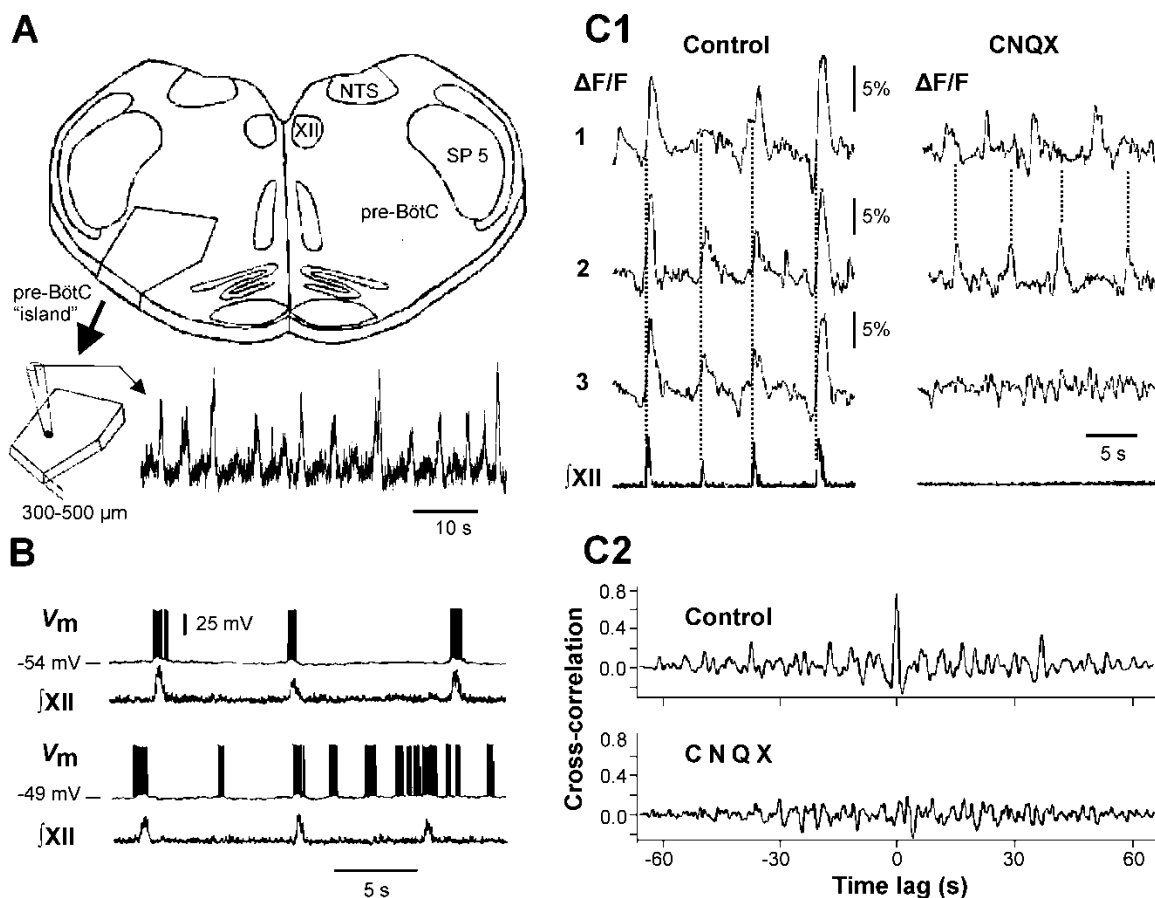 A
NTS
XII
SP 5
pre-BötC
pre-BötC
"island"
300-500 µm
10 s
B
Vm
25 mV
-54 mV
∫XII
Vm
-49 mV
∫XII
5 s
C1
Control
CNQX
ΔF/F
5%
ΔF/F
1
5%
2
5%
3
5 s
∫XII
C2
Cross-correlation
0.8
0.4
0.0
Control
0.8
0.4
0.0
C N Q X
-60
-30
0
30
60
Time lag (s)